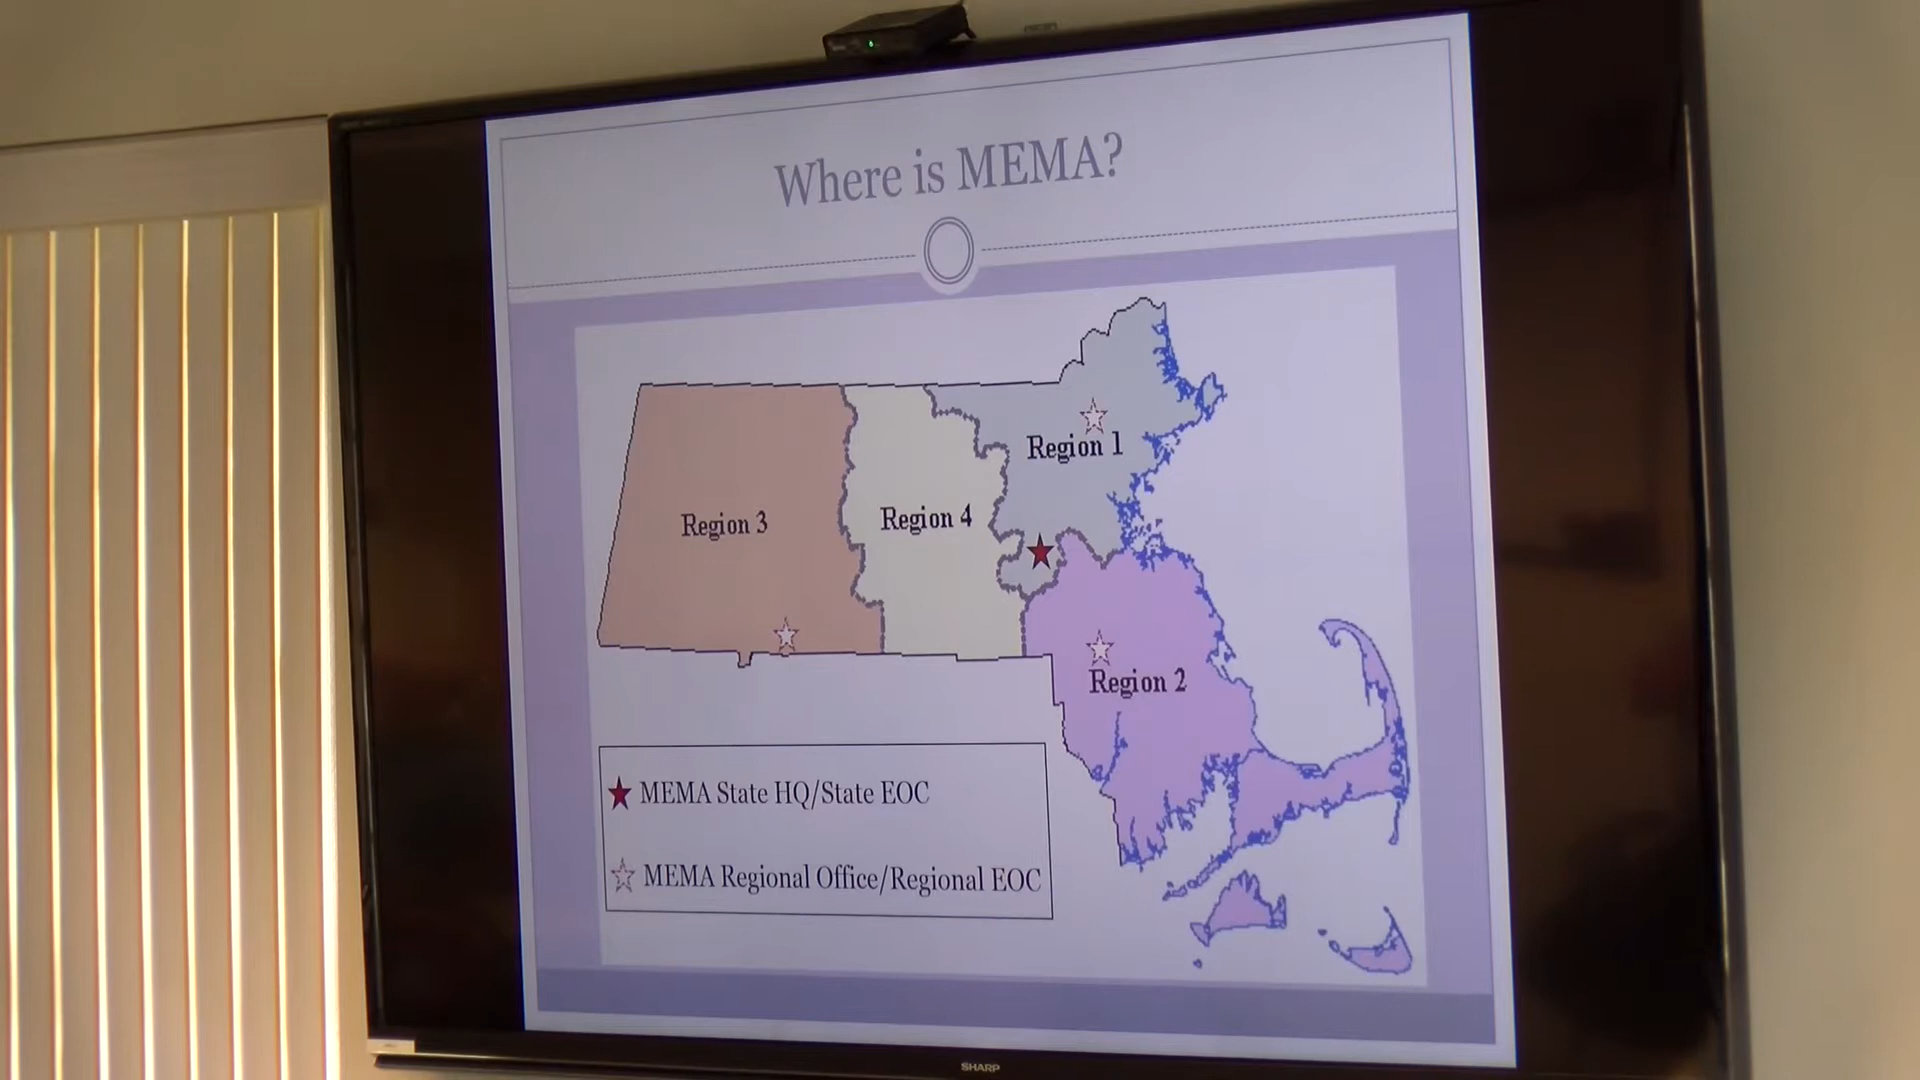 Where is MEMA?
Region 1
Region 3
Region 4
Region 2
MEMA State HQ/State EOC
MEMA Regional Office/Regional EOC
SHARP